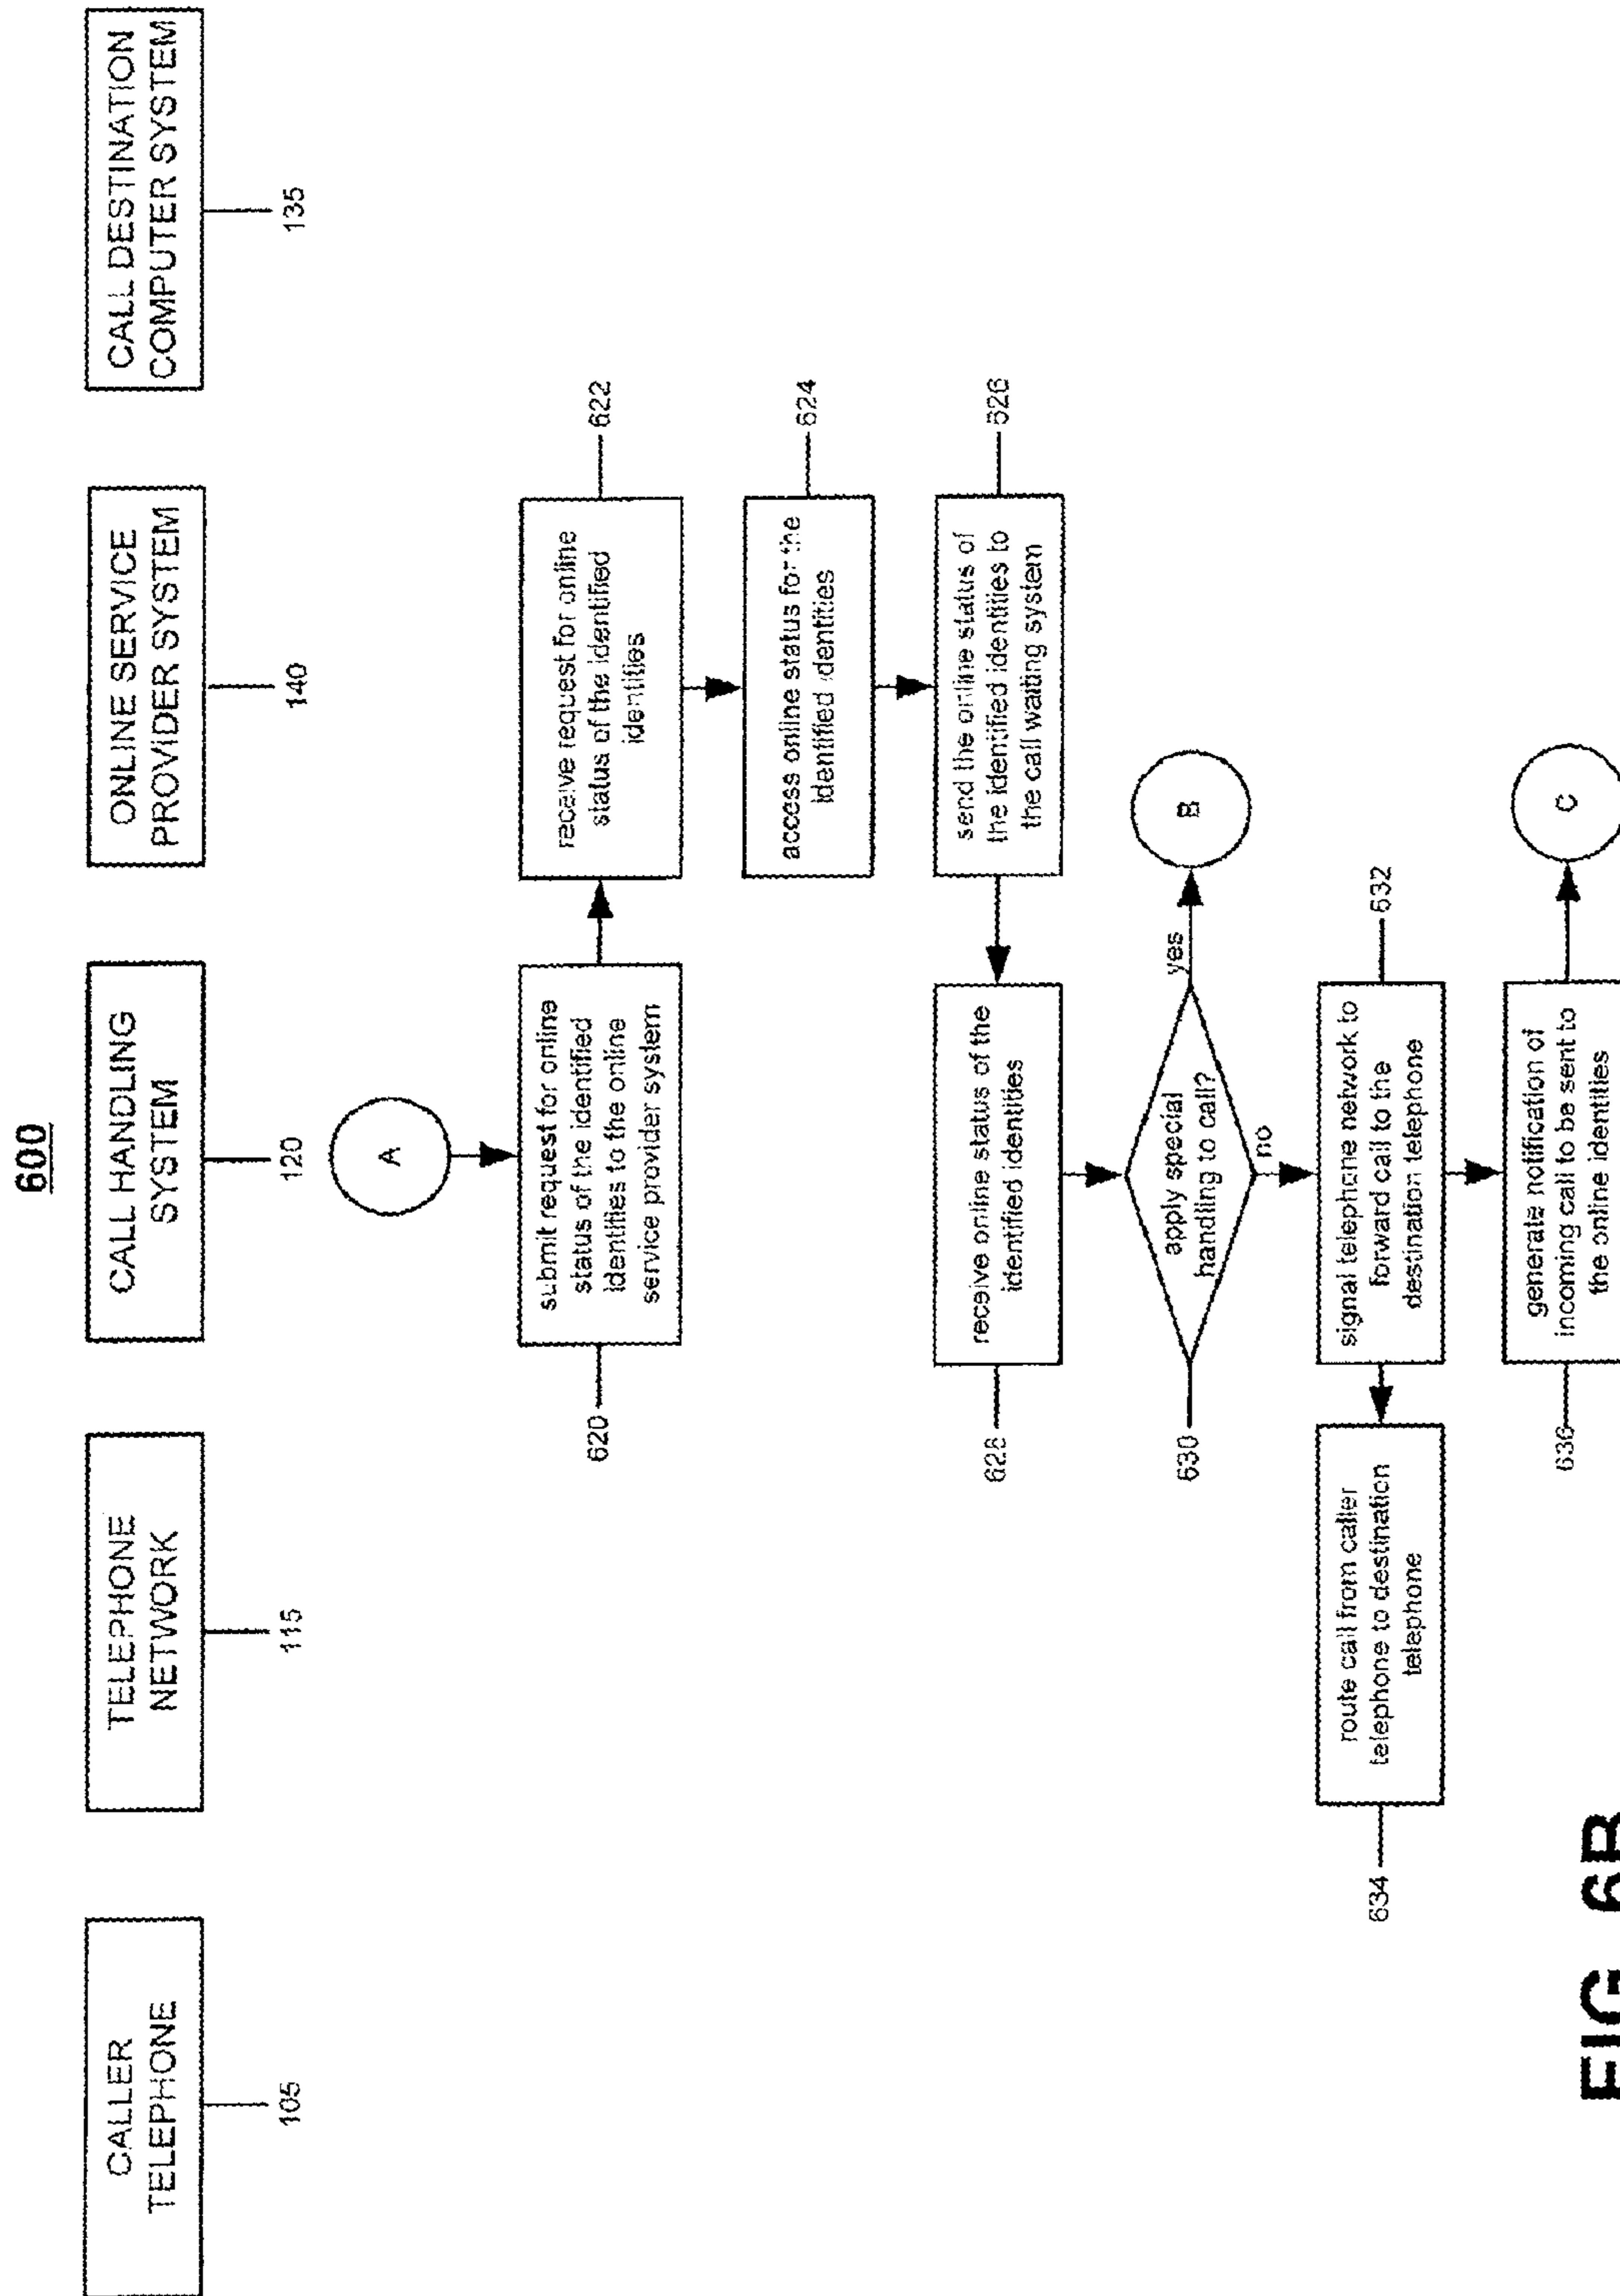 600
CALLER
TELEPHONE
105
TELEPHONE
NETWORK
115
CALL HANDLING
SYSTEM
120
ONLINE SERVICE
PROVIDER SYSTEM
140
CALL DESTINATION
COMPUTER SYSTEM
135
A
620
submit request for online
status of the identified
identities to the online
service provider system
receive request for online
status of the identified
identities
622
access online status for the
identified identities
624
send the online status of
the identified identities to
the call waiting system
626
628
receive online status of the
identified identities
630
apply special
handling to call?
yes
B
no
634
route call from caller
telephone to destination
telephone
signal telephone network to
forward call to the
destination telephone
632
636
generate notification of
incoming call to be sent to
the online identities
C
FIG. 6B